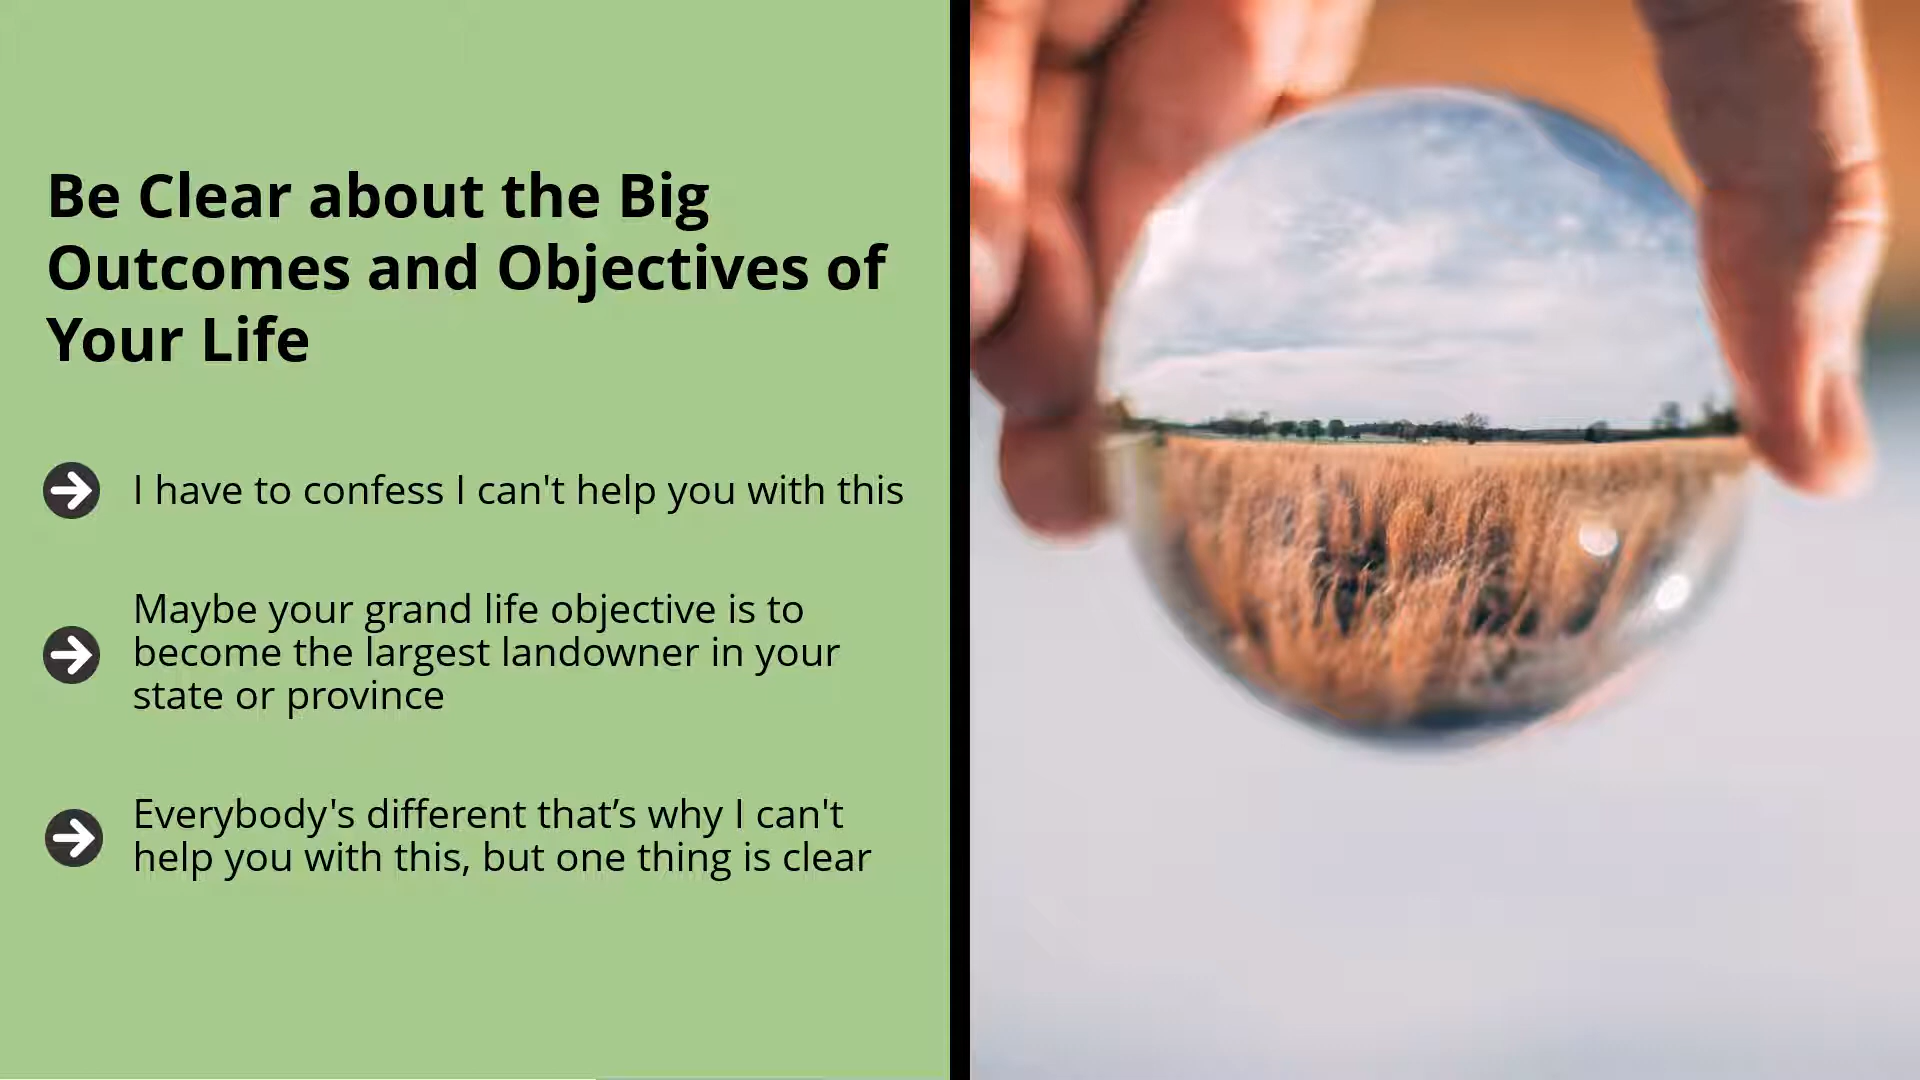 Be Clear about the Big
Outcomes and Objectives of
Your Life
I have to confess I can't help you with this
Maybe your grand life objective is to
become the largest landowner in your
state or province
Everybody's different that’s why I can't
help you with this, but one thing is clear